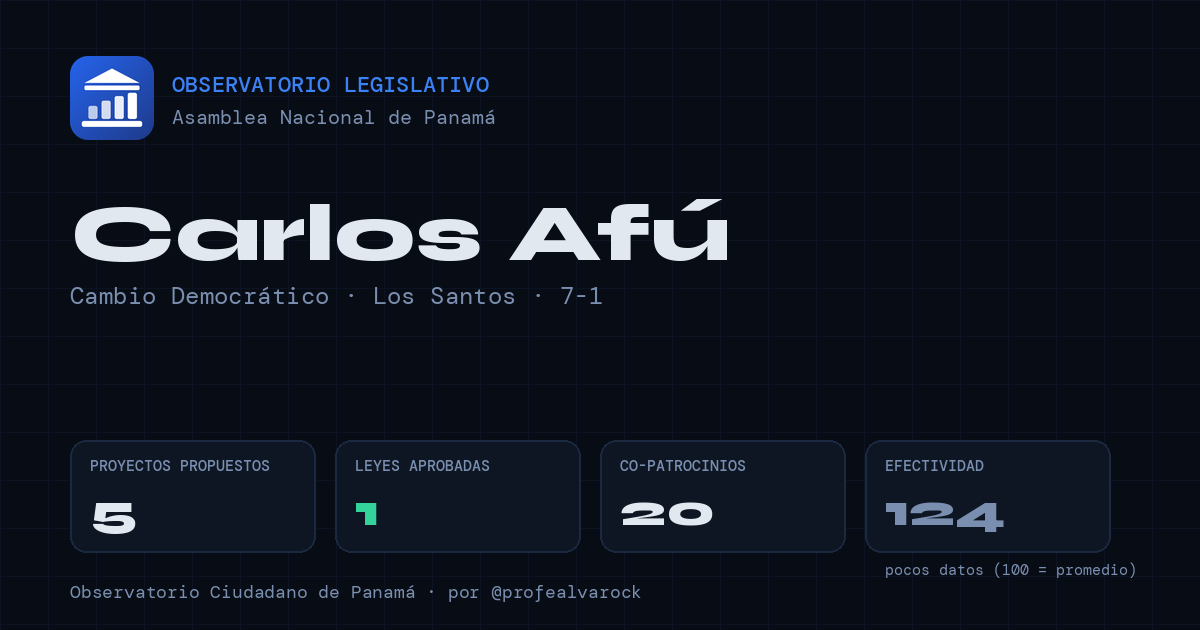 OBSERVATORIO LEGISLATIVO
Asamblea Nacional de Panamá
Carlos Afú
Cambio Democrático · Los Santos · 7-1
PROYECTOS PROPUESTOS
5
LEYES APROBADAS
1
CO-PATROCINIOS
20
EFECTIVIDAD
124
pocos datos (100 = promedio)
Observatorio Ciudadano de Panamá · por @profealvarock